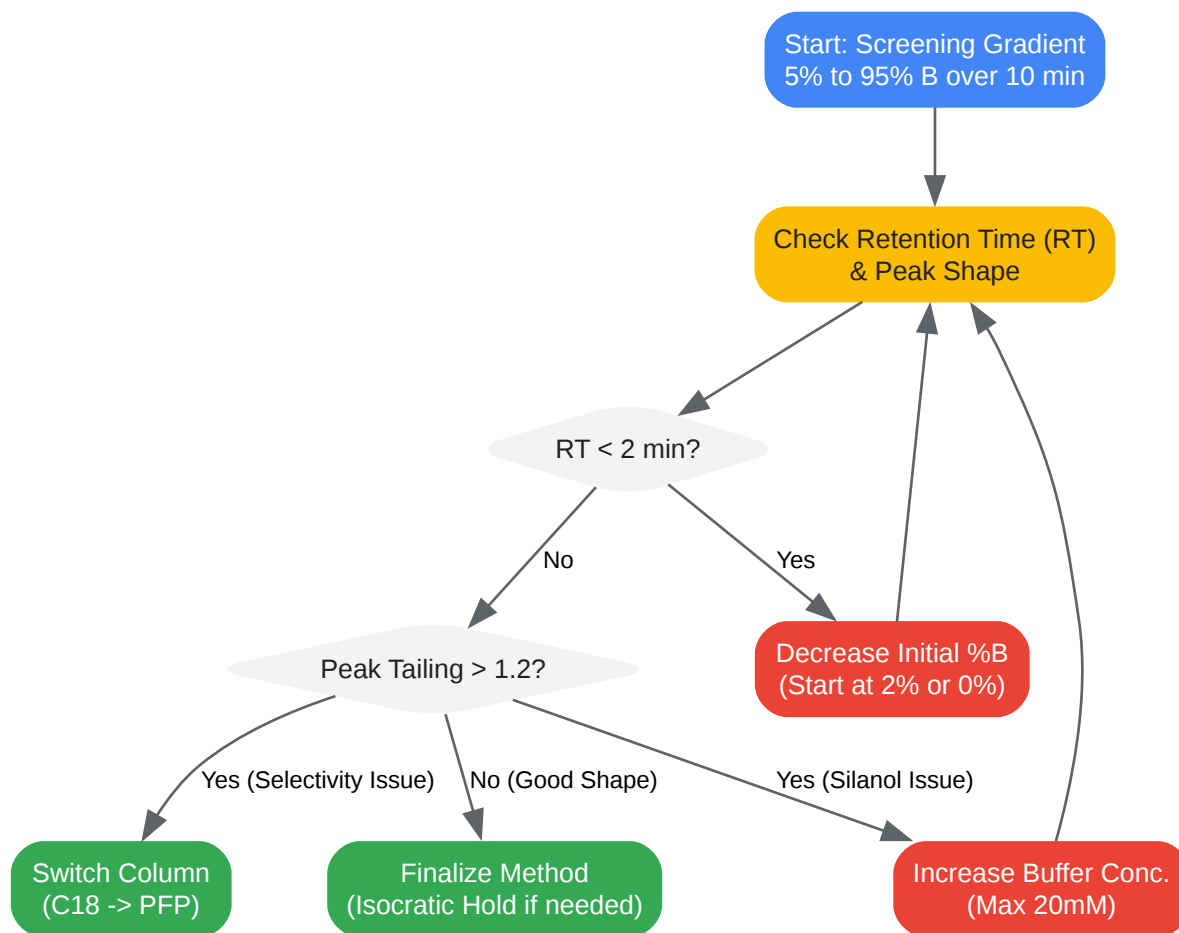 Start: Screening Gradient
5% to 95% B over 10 min
Check Retention Time (RT)
& Peak Shape
RT < 2 min?
No
Yes
Decrease Initial %B
(Start at 2% or 0%)
Peak Tailing > 1.2?
Yes (Selectivity Issue)
No (Good Shape)
Yes (Silanol Issue)
Switch Column
(C18 -> PFP)
Finalize Method
(Isocratic Hold if needed)
Increase Buffer Conc.
(Max 20mM)